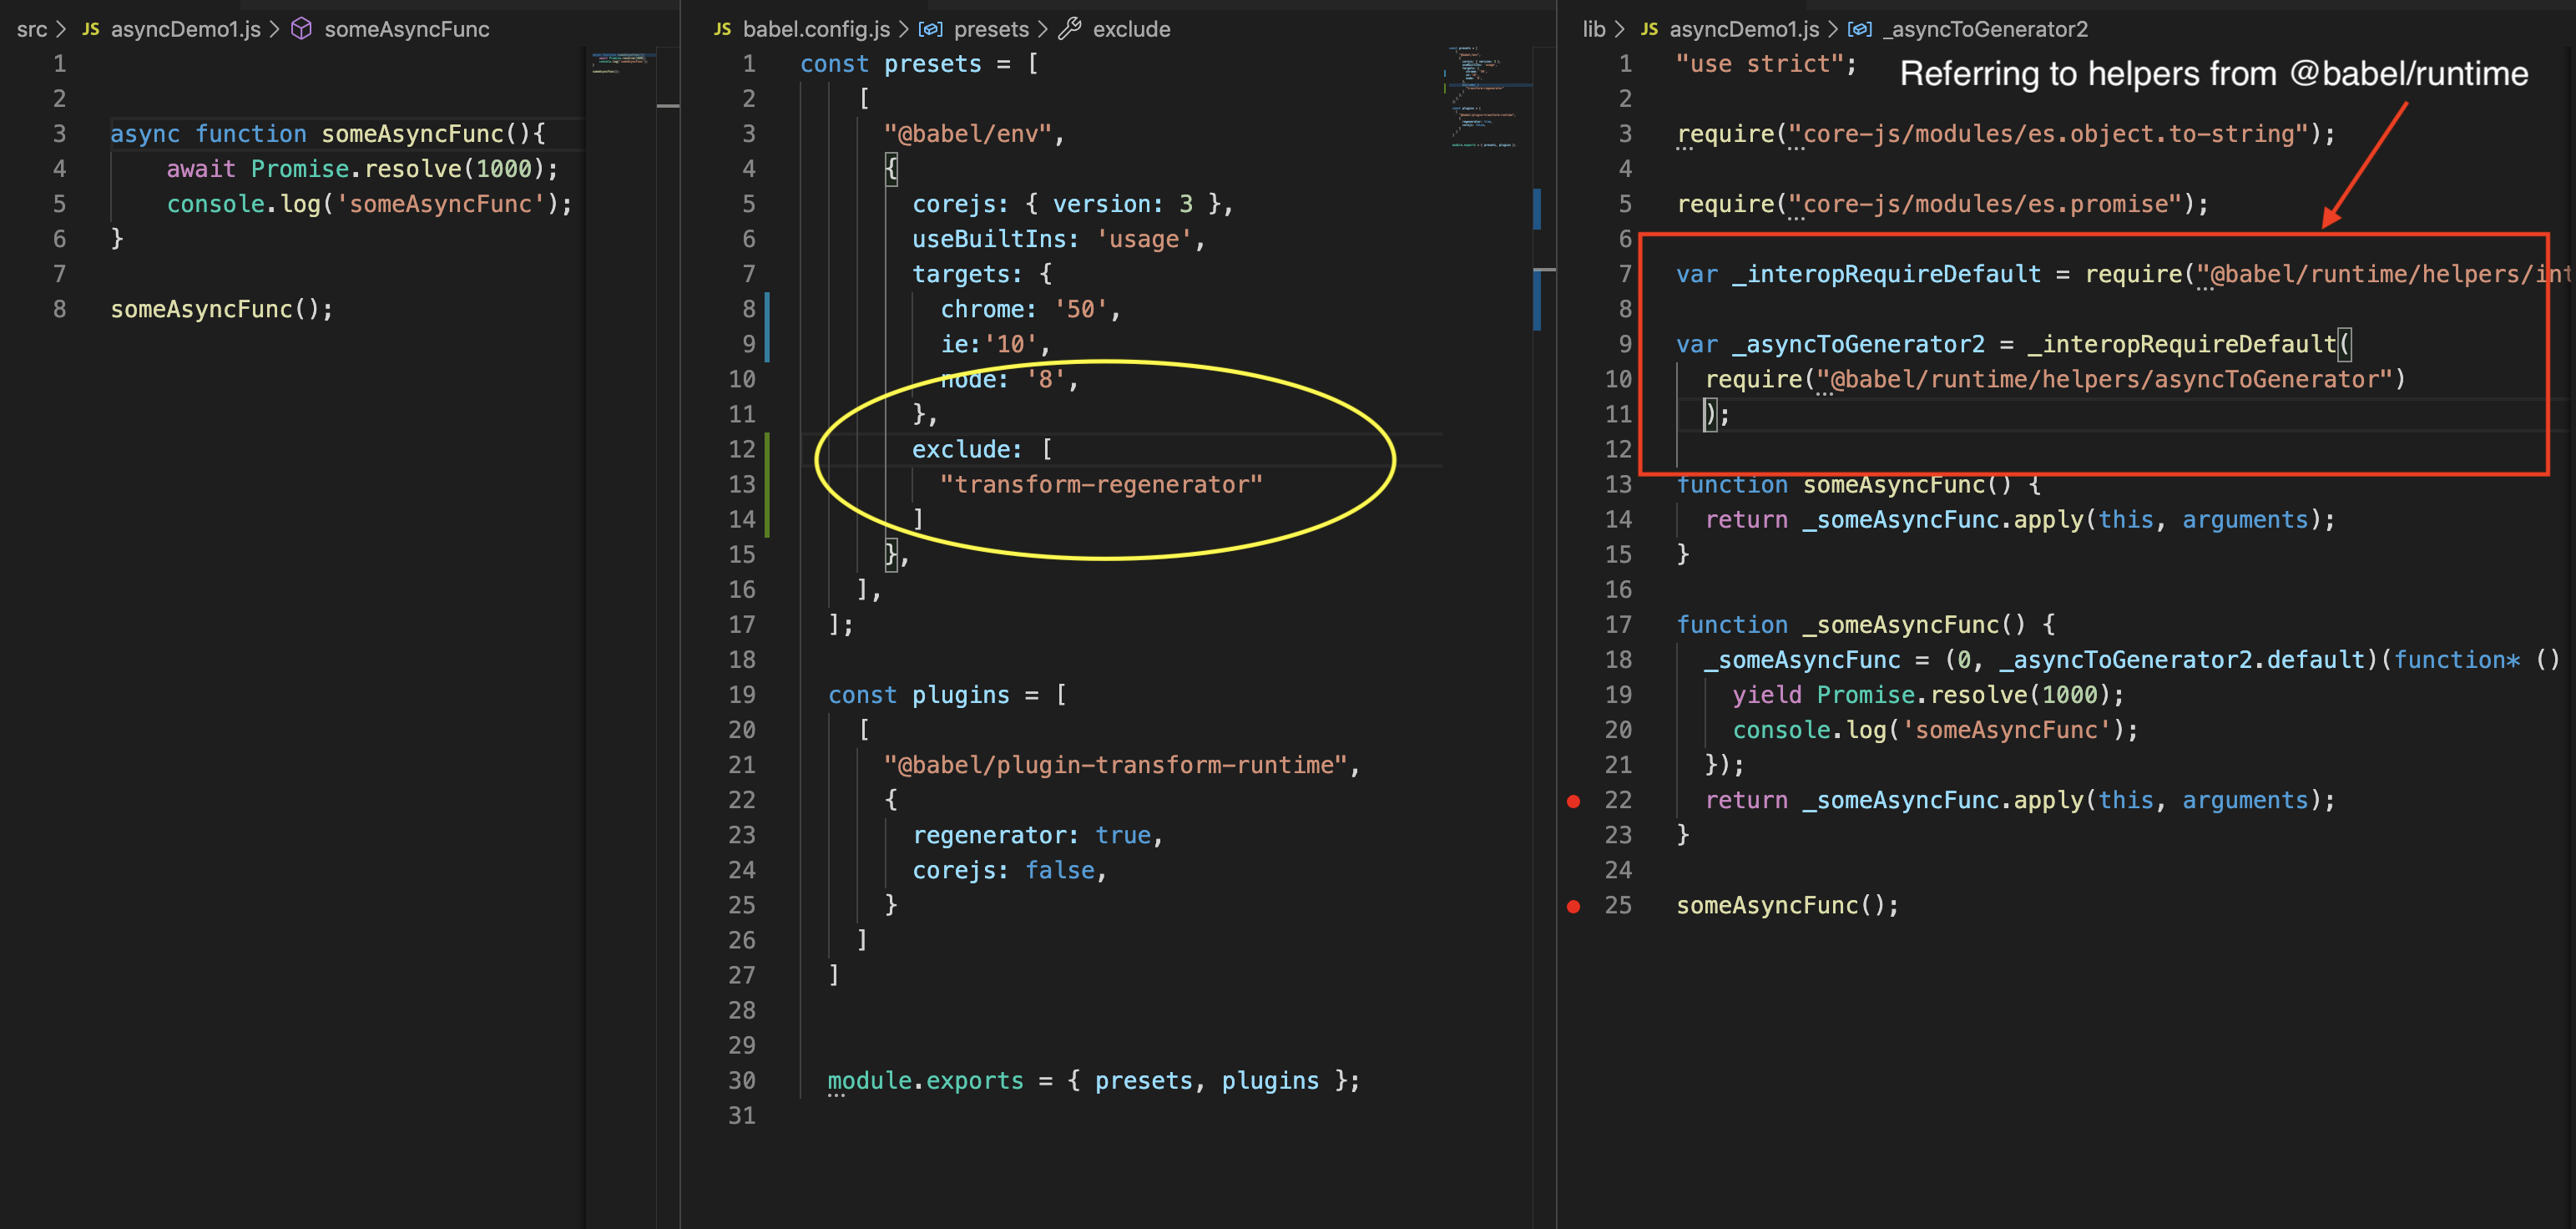 src > JS asyncDemo1.js > someAsyncFunc
1
2
3 async function someAsyncFunc(){
4 await Promise.resolve(1000);
5 console.log('someAsyncFunc');
6 }
7
8 someAsyncFunc();
JS babel.config.js > presets > exclude
1 const presets = [
2 [
3 "@babel/env",
4 {
5 corejs: { version: 3 },
6 useBuiltIns: 'usage',
7 targets: {
8 chrome: '50',
9 ie:'10',
10 node: '8',
11 },
12 exclude: [
13 "transform-regenerator"
14 ]
15 },
16 ],
17 ];
18
19 const plugins = [
20 [
21 "@babel/plugin-transform-runtime",
22 {
23 regenerator: true,
24 corejs: false,
25 }
26 ]
27 ]
28
29
30 module.exports = { presets, plugins };
31
lib > JS asyncDemo1.js > _asyncToGenerator2
1 "use strict";
Referring to helpers from @babel/runtime
2
3 require("core-js/modules/es.object.to-string");
4
5 require("core-js/modules/es.promise");
6
7 var _interopRequireDefault = require("@babel/runtime/helpers/int
8
9 var _asyncToGenerator2 = _interopRequireDefault(
10 require("@babel/runtime/helpers/asyncToGenerator")
11 );
12
13 function someAsyncFunc() {
14 return _someAsyncFunc.apply(this, arguments);
15 }
16
17 function _someAsyncFunc() {
18 _someAsyncFunc = (0, _asyncToGenerator2.default)(function* ()
19 yield Promise.resolve(1000);
20 console.log('someAsyncFunc');
21 });
22 return _someAsyncFunc.apply(this, arguments);
23 }
24
25 someAsyncFunc();